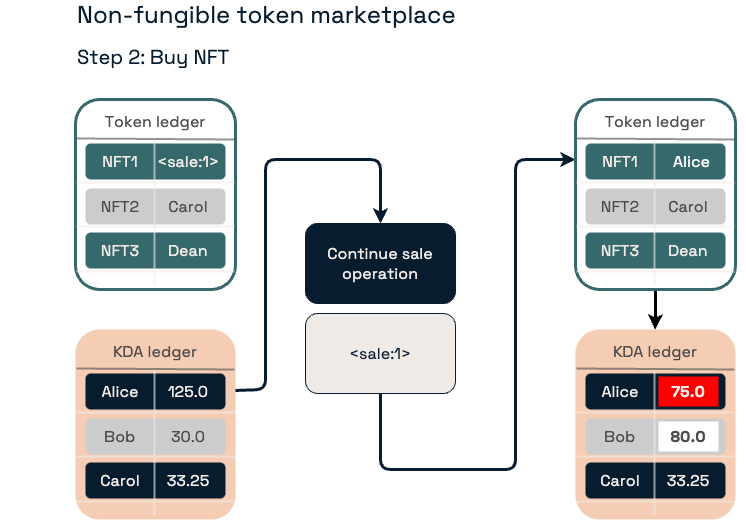 Non-fungible token marketplace
Step 2: Buy NFT
Token ledger
NFT1 <sale:1>
NFT2 Carol
NFT3 Dean
KDA ledger
Alice 125.0
Bob 30.0
Carol 33.25
Continue sale
operation
<sale:1>
Token ledger
NFT1 Alice
NFT2 Carol
NFT3 Dean
KDA ledger
Alice 75.0
Bob 80.0
Carol 33.25